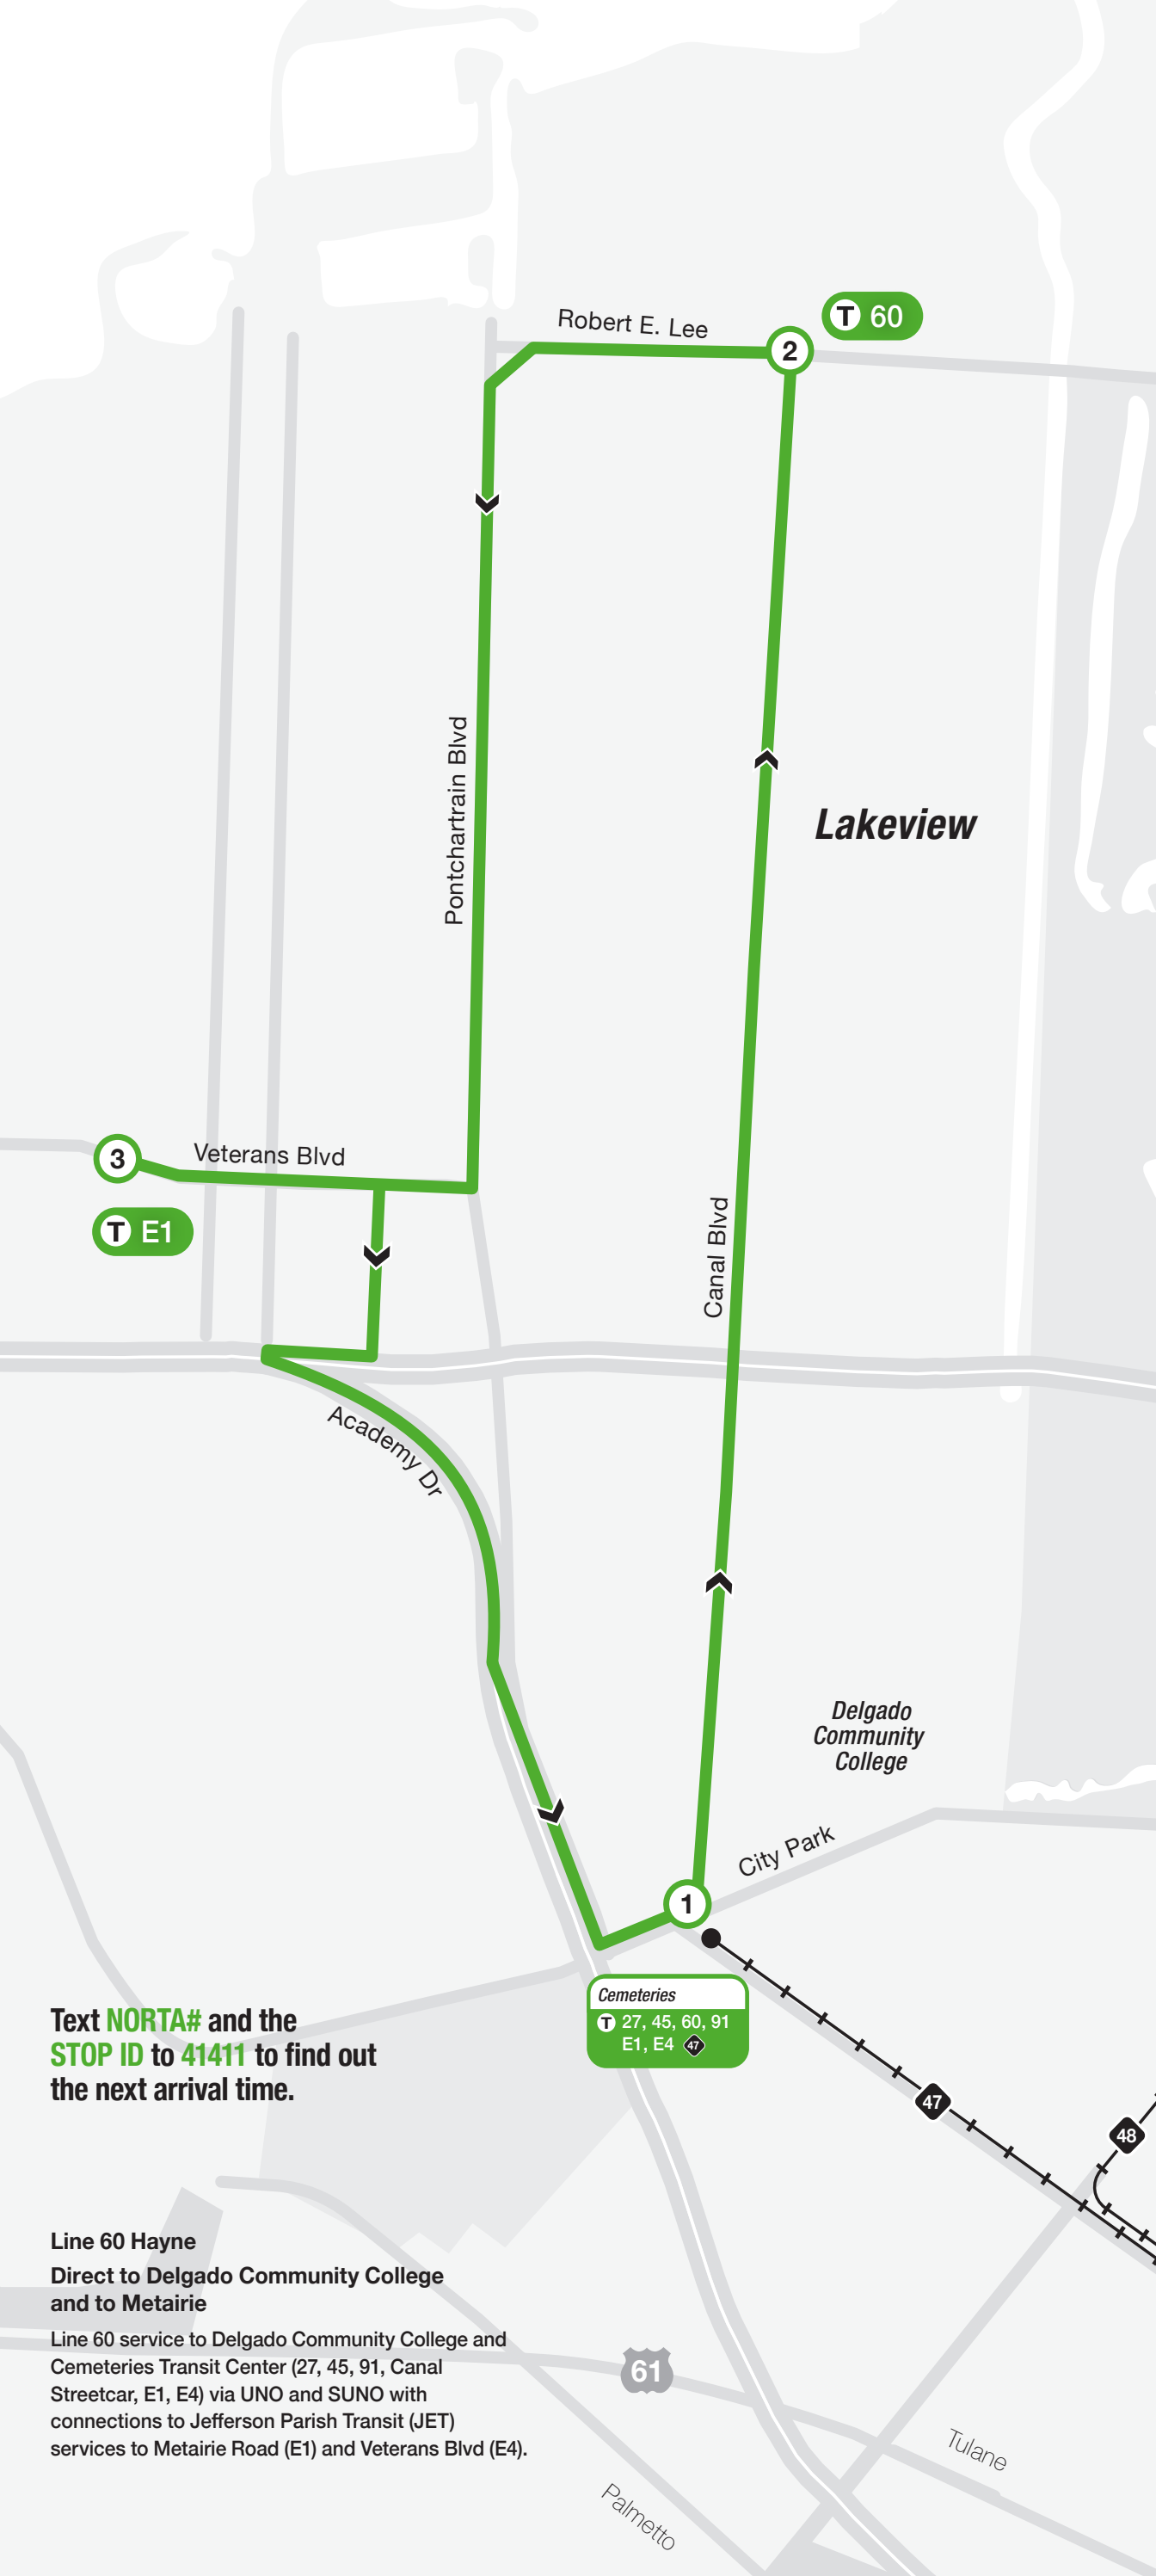 Robert E. Lee
T 60
2
Pontchartrain Blvd
Lakeview
3
Veterans Blvd
T E1
Canal Blvd
Academy Dr
Delgado
Community
College
City Park
1
Cemeteries
T 27, 45, 60, 91
E1, E4 47
47
48
Text NORTA# and the
STOP ID to 41411 to find out
the next arrival time.
Line 60 Hayne
Direct to Delgado Community College
and to Metairie
Line 60 service to Delgado Community College and
Cemeteries Transit Center (27, 45, 91, Canal
Streetcar, E1, E4) via UNO and SUNO with
connections to Jefferson Parish Transit (JET)
services to Metairie Road (E1) and Veterans Blvd (E4).
61
Tulane
Palmetto